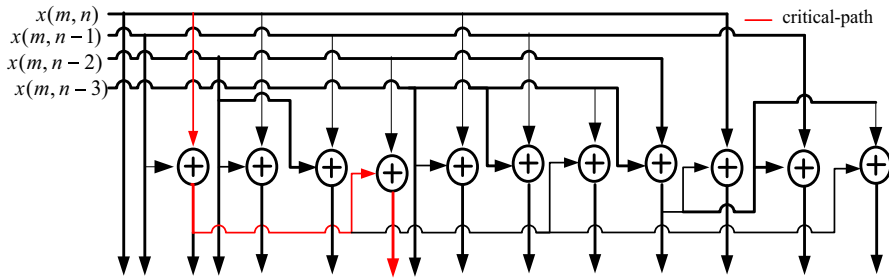 x(m, n)
x(m, n−1)
x(m, n−2)
x(m, n−3)
critical-path